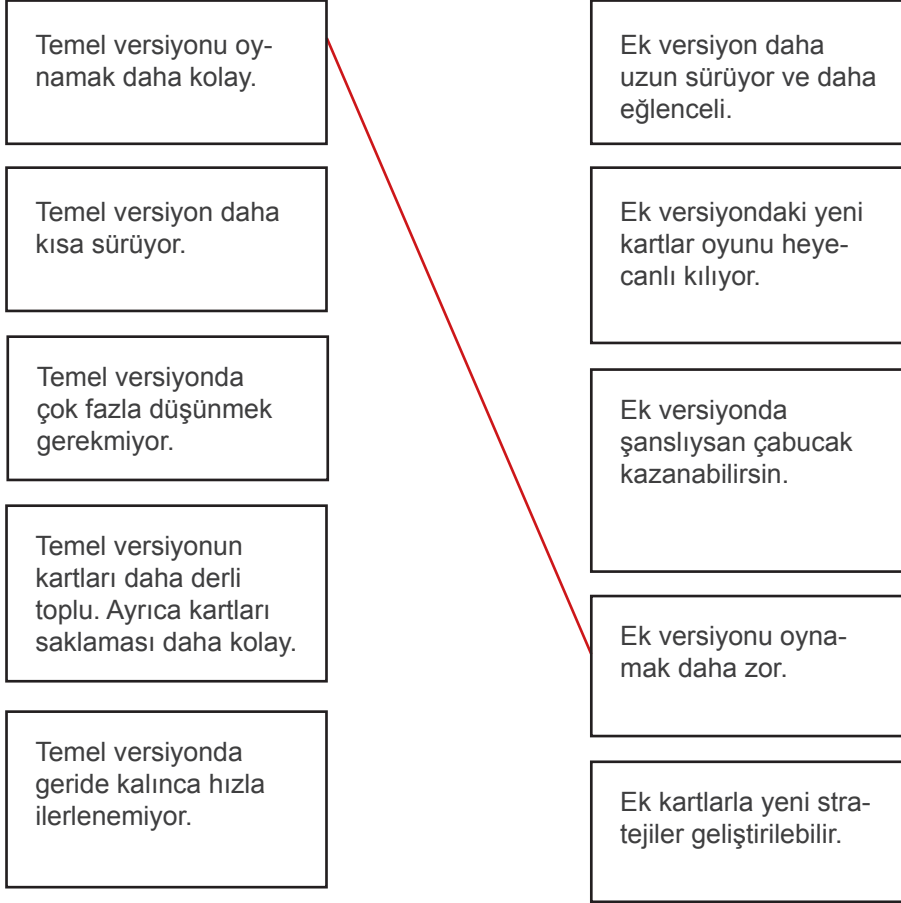 Temel versiyonu oy-
namak daha kolay.
Temel versiyon daha
kısa sürüyor.
Temel versiyonda
çok fazla düşünmek
gerekmiyor.
Temel versiyonun
kartları daha derli
toplu. Ayrıca kartları
saklaması daha kolay.
Temel versiyonda
geride kalınca hızla
ilerlenemiyor.
Ek versiyon daha
uzun sürüyor ve daha
eğlenceli.
Ek versiyondaki yeni
kartlar oyunu heye-
canlı kılıyor.
Ek versiyonda
şanslıysan çabucak
kazanabilirsin.
Ek versiyonu oyna-
mak daha zor.
Ek kartlarla yeni stra-
tejiler geliştirilebilir.